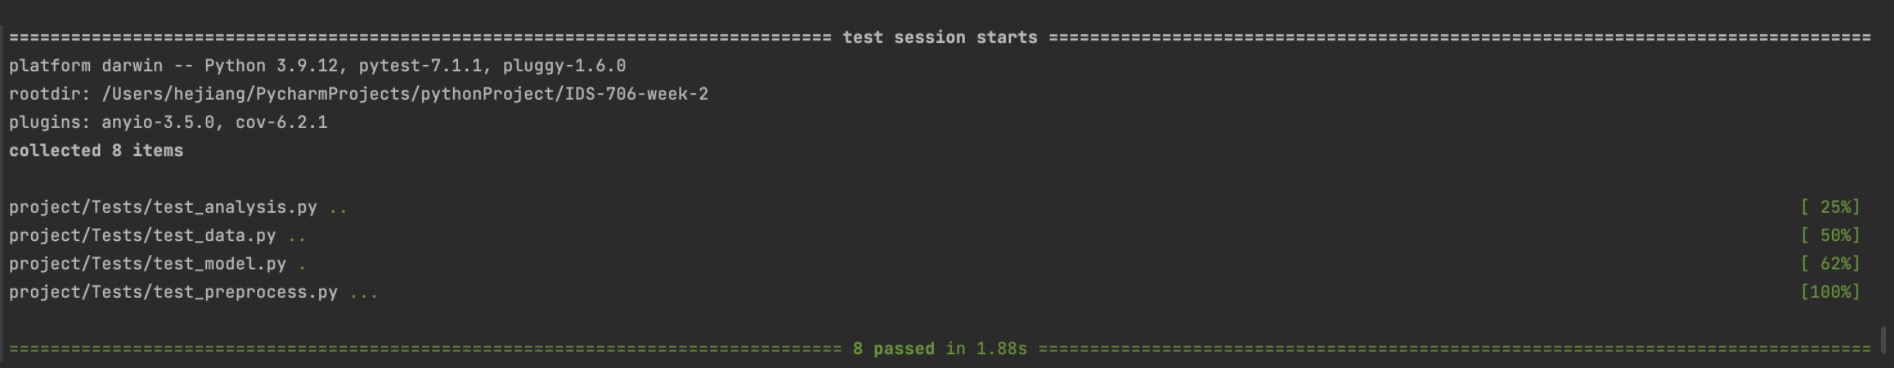 ================================================================================ test session starts ================================================================================
platform darwin -- Python 3.9.12, pytest-7.1.1, pluggy-1.6.0
rootdir: /Users/hejiang/PycharmProjects/pythonProject/IDS-706-week-2
plugins: anyio-3.5.0, cov-6.2.1
collected 8 items
project/Tests/test_analysis.py .. [ 25%]
project/Tests/test_data.py .. [ 50%]
project/Tests/test_model.py . [ 62%]
project/Tests/test_preprocess.py ... [100%]
================================================================================= 8 passed in 1.88s =================================================================================